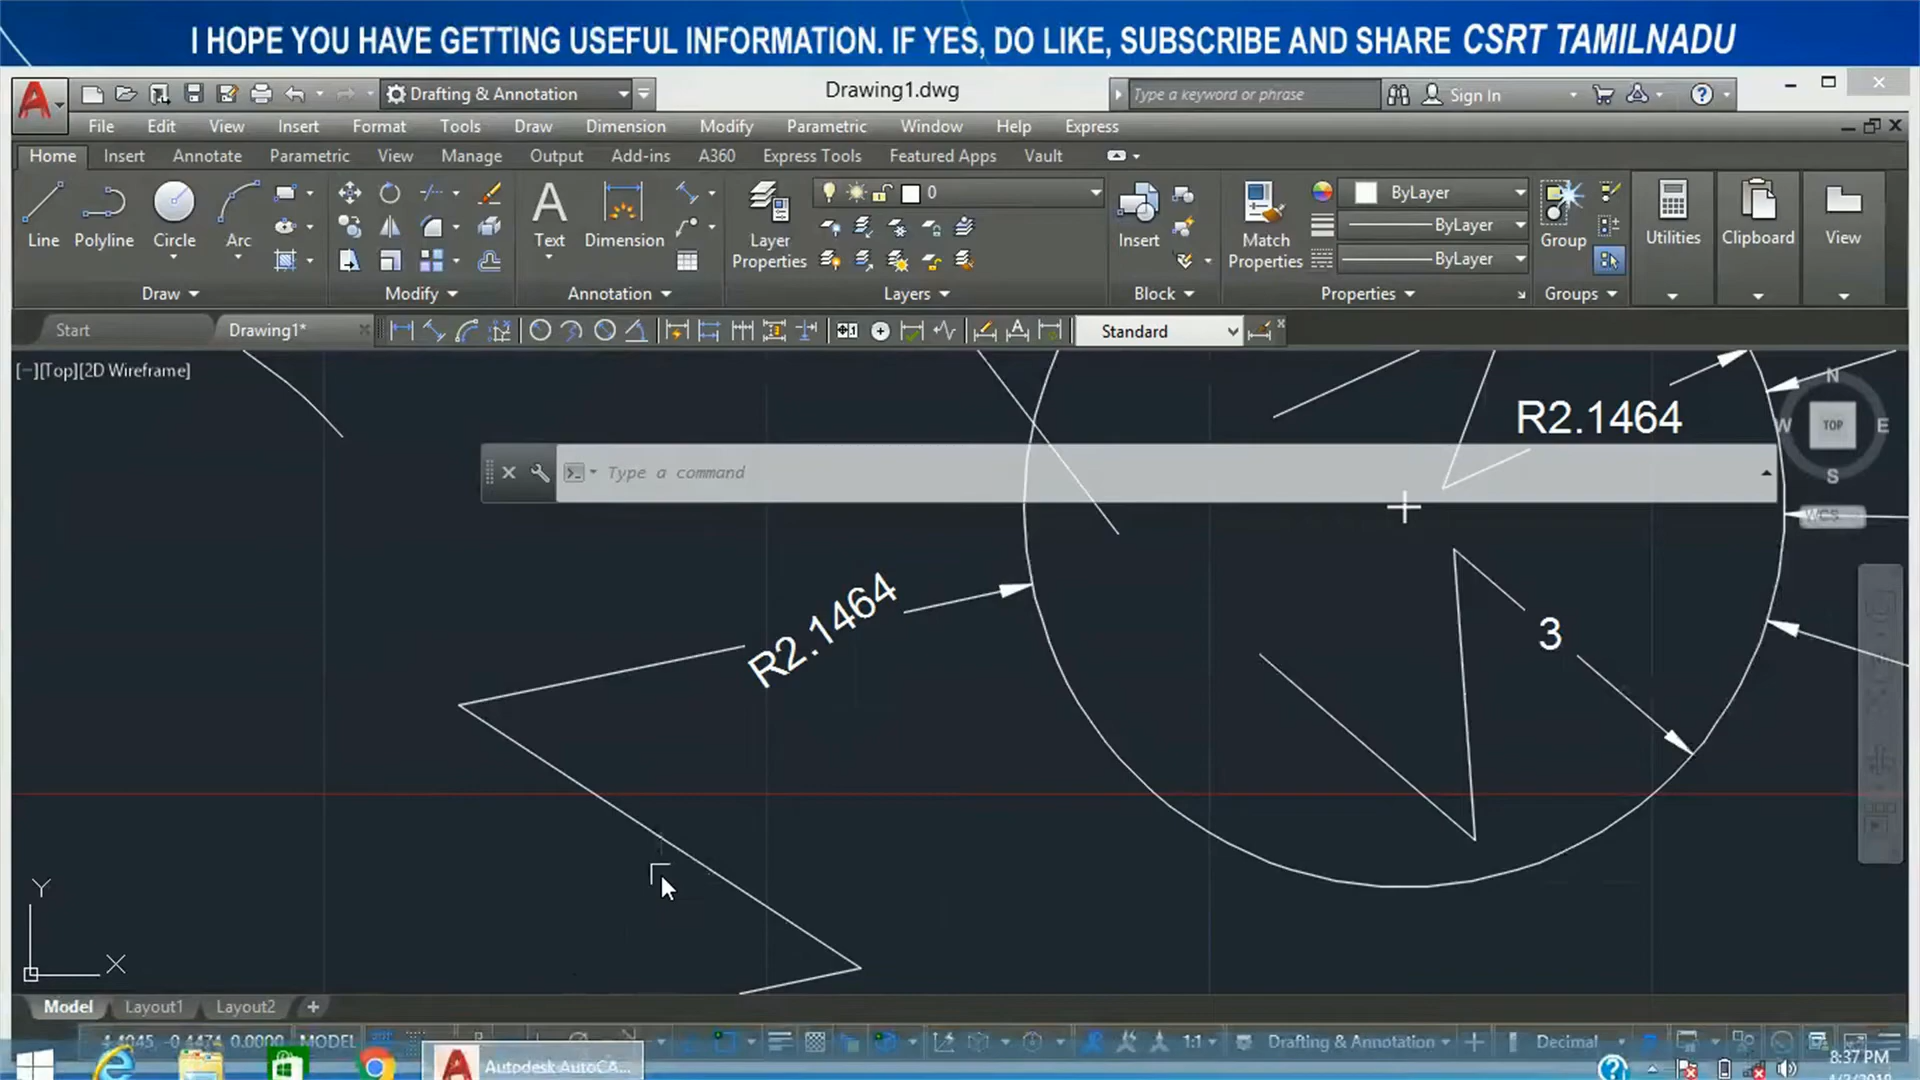 I HOPE YOU HAVE GETTING USEFUL INFORMATION. IF YES, DO LIKE, SUBSCRIBE AND SHARE CSRT TAMILNADU
Drafting & Annotation
Drawing1.dwg
Type a keyword or phrase
Sign In
File Edit View Insert Format Tools Draw Dimension Modify Parametric Window Help Express
Home Insert Annotate Parametric View Manage Output Add-ins A360 Express Tools Featured Apps Vault
0
ByLayer
ByLayer
ByLayer
Line Polyline Circle Arc
Text Dimension
Layer Properties
Insert
Match Properties
Group
Utilities Clipboard View
Draw Modify Annotation Layers Block Properties Groups
Start Drawing1*
Standard
[−][Top][2D Wireframe]
N
W TOP E
S
WCS
R2.1464
Type a command
R2.1464
3
Y
X
Model Layout1 Layout2 +
MODEL
1:1
Drafting & Annotation
Decimal
Autodesk AutoCA...
8:37 PM